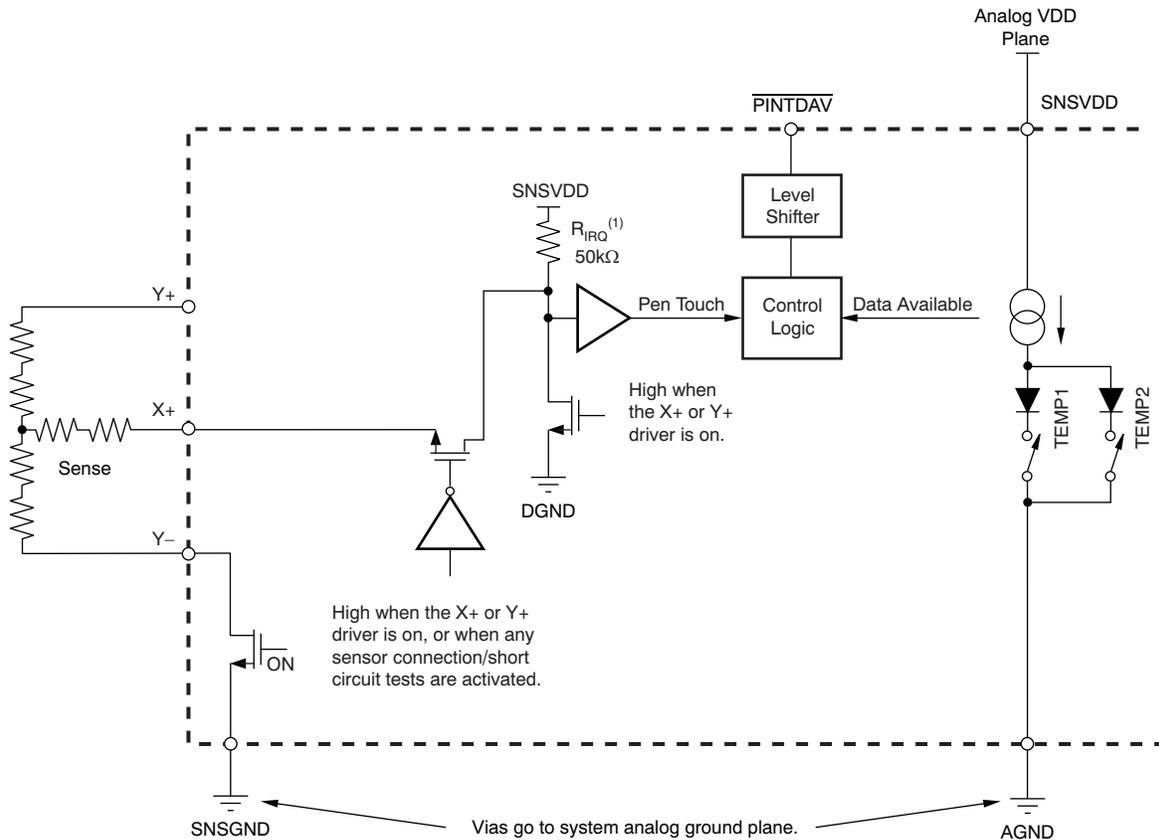 Analog VDD
Plane
PINTDAV
SNSVDD
SNSVDD
Level
Shifter
RIRQ(1)
50kΩ
Y+
Pen Touch
Control
Logic
Data Available
High when
the X+ or Y+
driver is on.
TEMP1
TEMP2
X+
Sense
DGND
Y–
High when the X+ or Y+
driver is on, or when any
sensor connection/short
circuit tests are activated.
ON
SNSGND
Vias go to system analog ground plane.
AGND